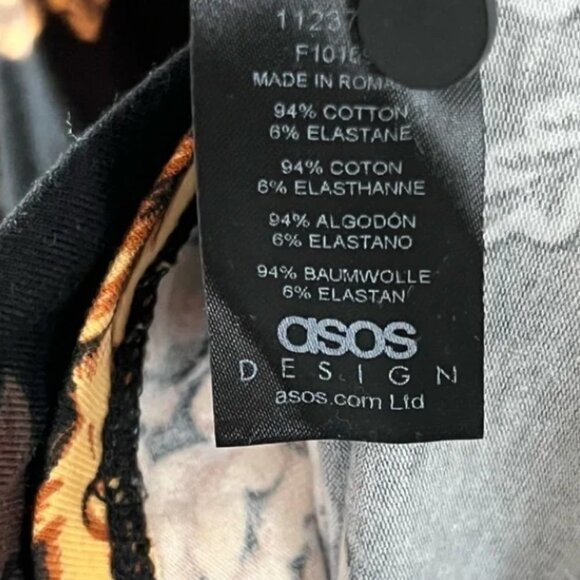 MADE IN
94% COTTON
6% ELASTANE
94% COTON
6% ELASTHANNE
94% ALGODÓN
6% ELASTANO
94% BAUMWOLLE
6% ELASTAN
asos
DESIGN
asos.com Ltd